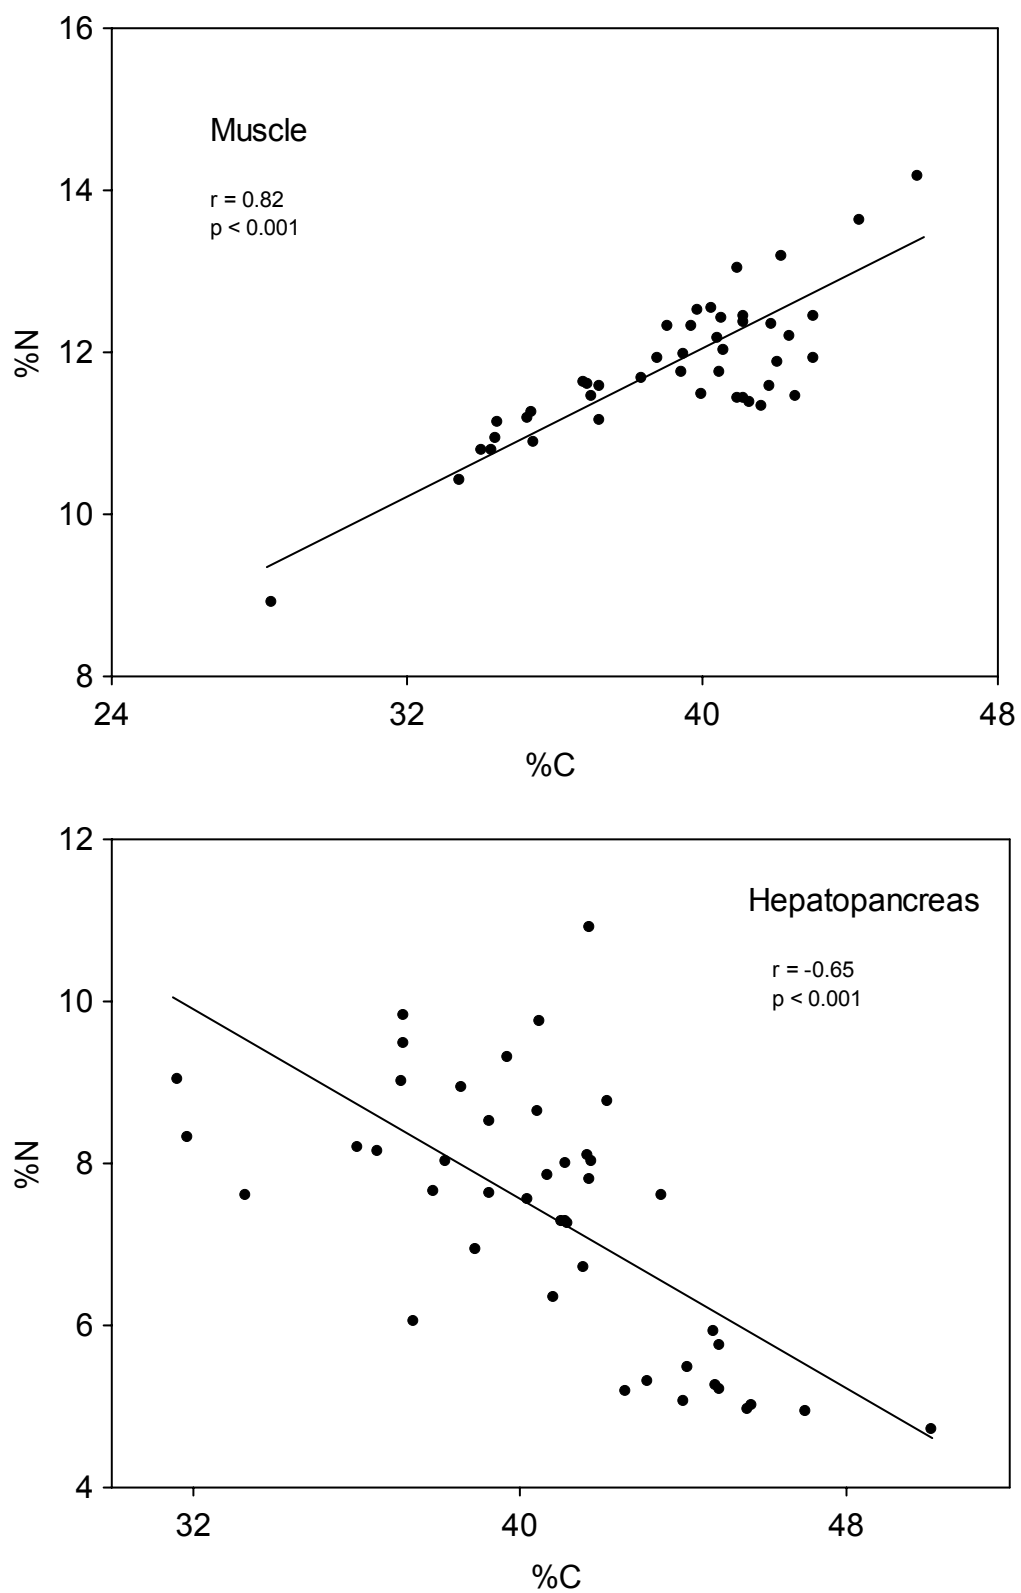 16
Muscle
14
r = 0.82
p < 0.001
%N
12
10
8
24 32 40 48
%C
12
Hepatopancreas
r = -0.65
p < 0.001
10
%N
8
6
4
32 40 48
%C